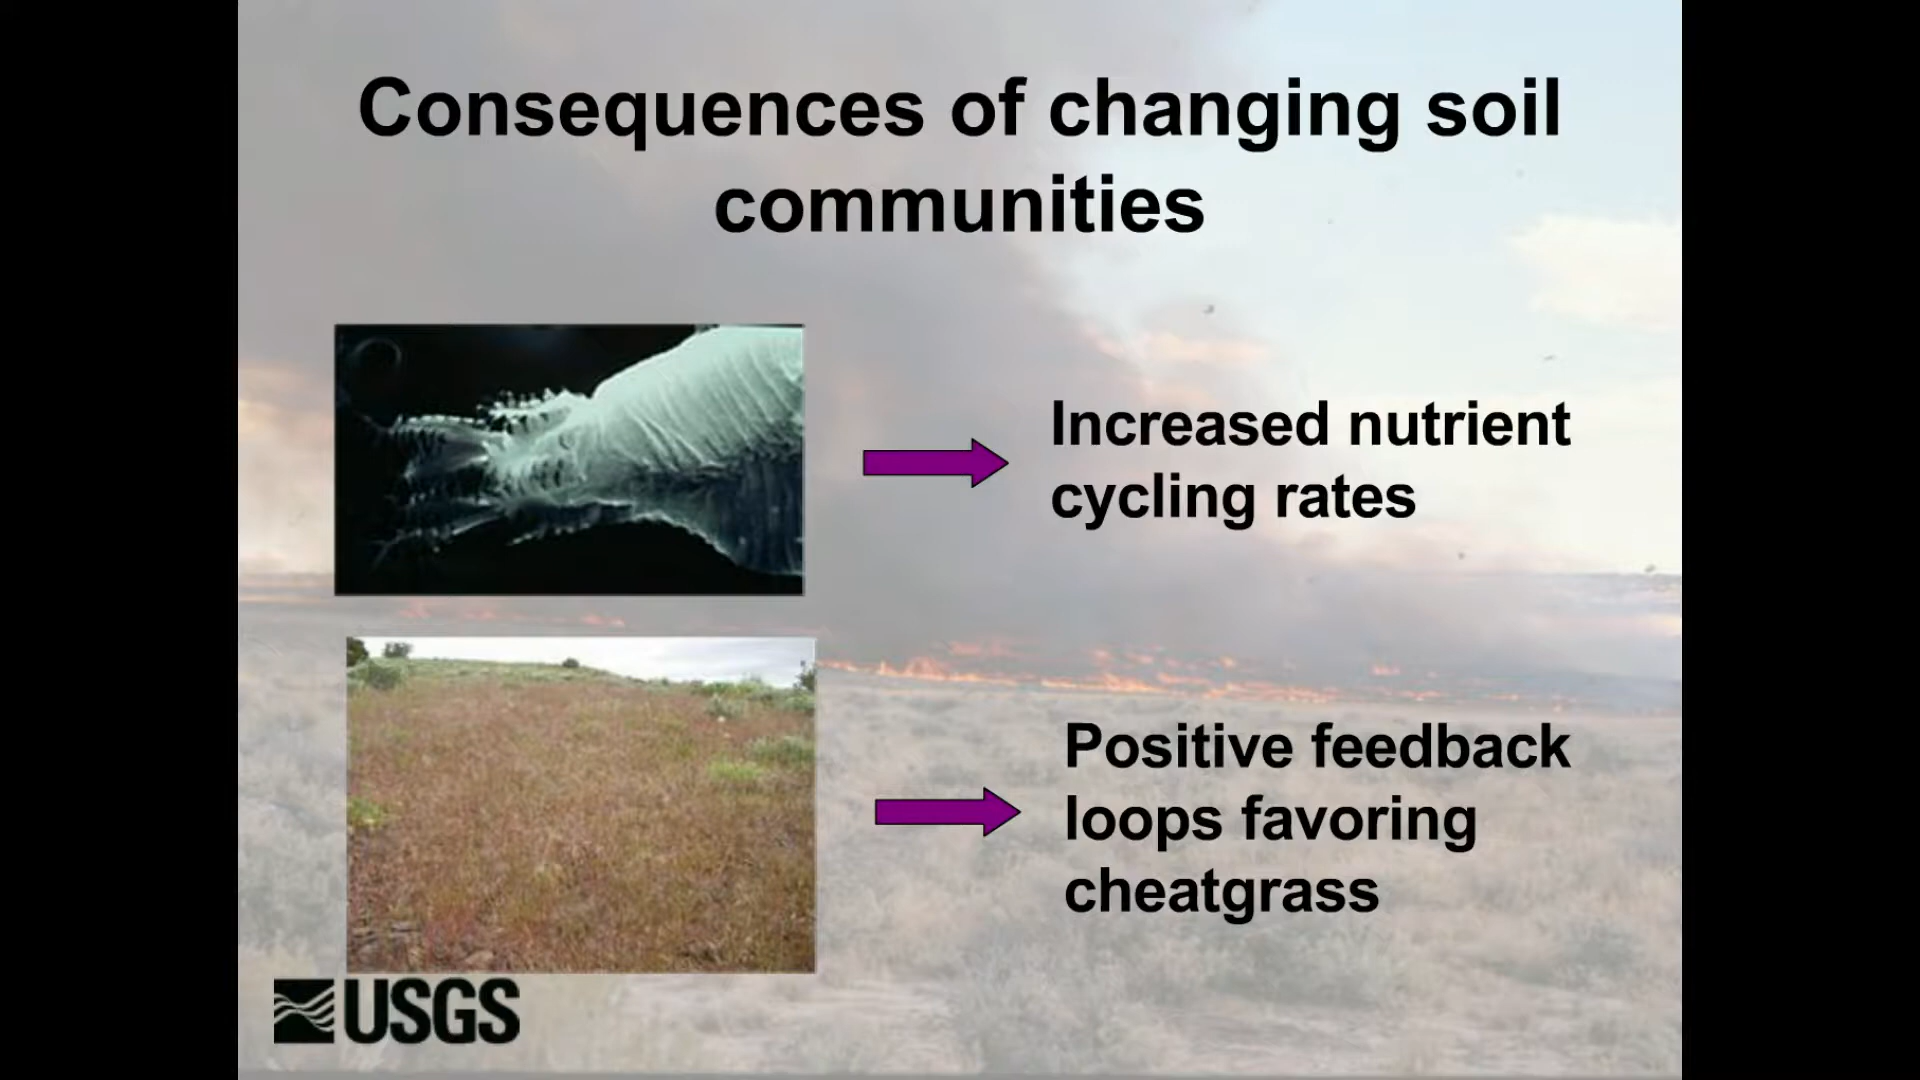 Consequences of changing soil
communities
Increased nutrient
cycling rates
Positive feedback
loops favoring
cheatgrass
USGS